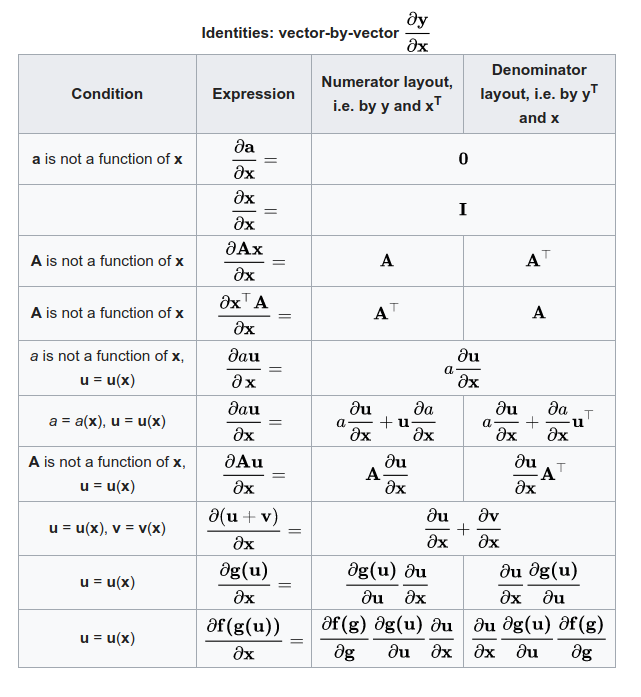 Identities: vector-by-vector ∂y/∂x
Condition | Expression | Numerator layout, i.e. by y and xᵀ | Denominator layout, i.e. by yᵀ and x
a is not a function of x | ∂a/∂x = | 0
∂x/∂x = | I
A is not a function of x | ∂Ax/∂x = | A | A⊤
A is not a function of x | ∂x⊤A/∂x = | A⊤ | A
a is not a function of x, u = u(x) | ∂au/∂x = | a ∂u/∂x
a = a(x), u = u(x) | ∂au/∂x = | a ∂u/∂x + u ∂a/∂x | a ∂u/∂x + ∂a/∂x u⊤
A is not a function of x, u = u(x) | ∂Au/∂x = | A ∂u/∂x | ∂u/∂x A⊤
u = u(x), v = v(x) | ∂(u + v)/∂x = | ∂u/∂x + ∂v/∂x
u = u(x) | ∂g(u)/∂x = | ∂g(u)/∂u ∂u/∂x | ∂u/∂x ∂g(u)/∂u
u = u(x) | ∂f(g(u))/∂x = | ∂f(g)/∂g ∂g(u)/∂u ∂u/∂x | ∂u/∂x ∂g(u)/∂u ∂f(g)/∂g